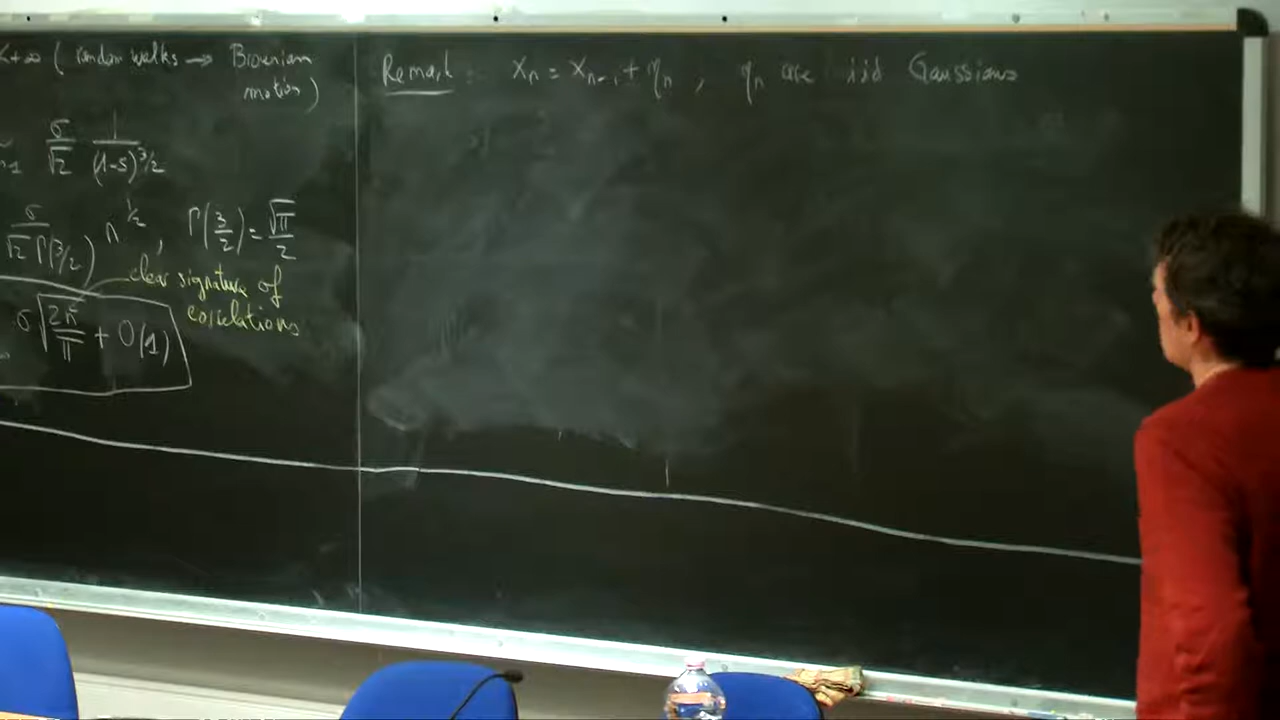 +∞ ( random walks → Brownian
motion )
~1 σ/√2 1/(1-s)^{3/2}
σ/(√2 Γ(3/2)) n^{1/2} , Γ(3/2) = √π/2
clear signature of
correlations
σ √(2n/π) + O(1)
Remark : x_n = x_{n-1} + η_n , η_n are iid Gaussians